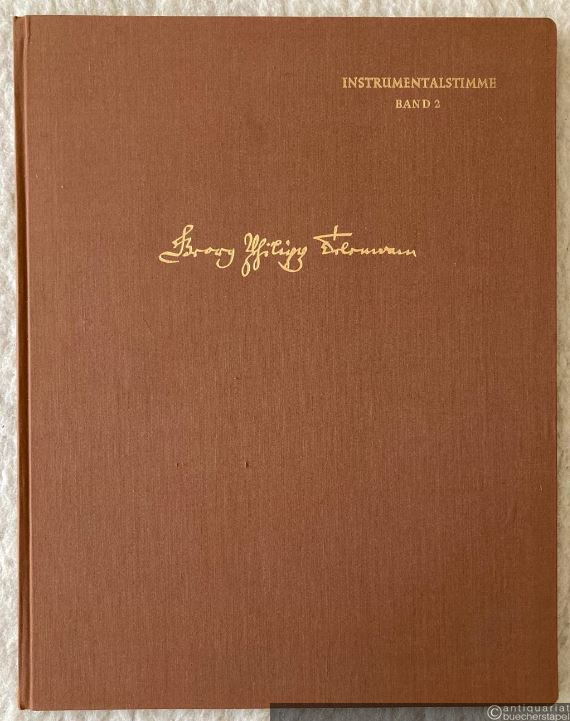 INSTRUMENTALSTIMME
BAND 2
Georg Philipp Telemann
© antiquariat
buecherstapel